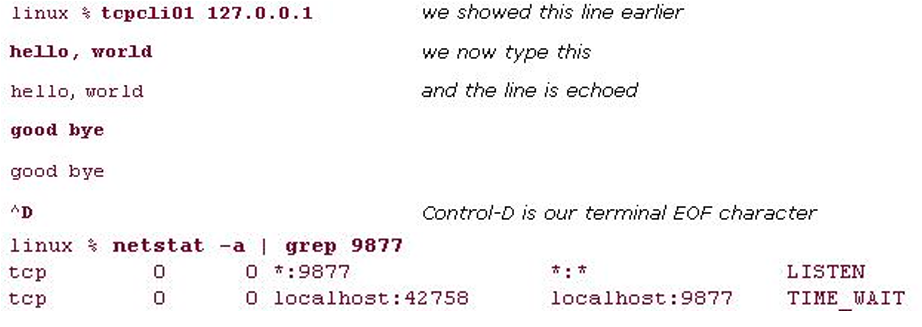 linux % tcpcli01 127.0.0.1 we showed this line earlier
hello, world we now type this
hello, world and the line is echoed
good bye
good bye
^D Control-D is our terminal EOF character
linux % netstat -a | grep 9877
tcp 0 0 *:9877 *:* LISTEN
tcp 0 0 localhost:42758 localhost:9877 TIME_WAIT